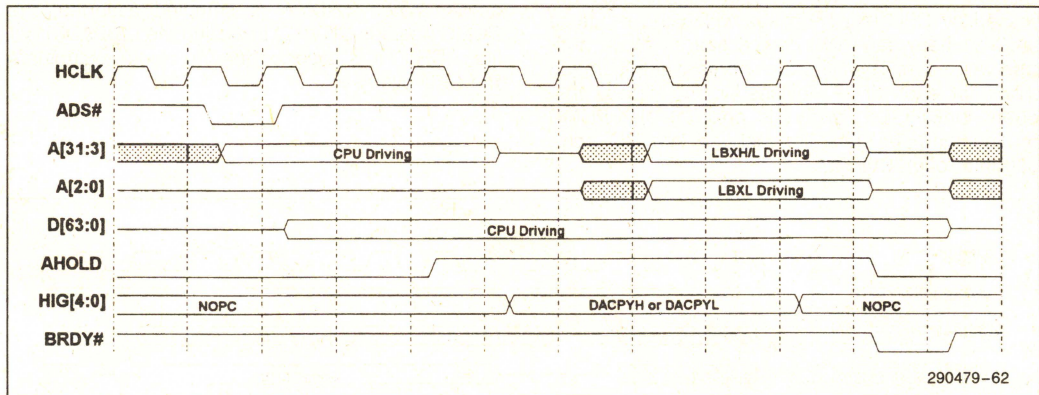 HCLK
ADS#
A[31:3] CPU Driving LBXH/L Driving
A[2:0] LBXL Driving
D[63:0] CPU Driving
AHOLD
HIG[4:0] NOPC DACPYH or DACPYL NOPC
BRDY#
290479-62